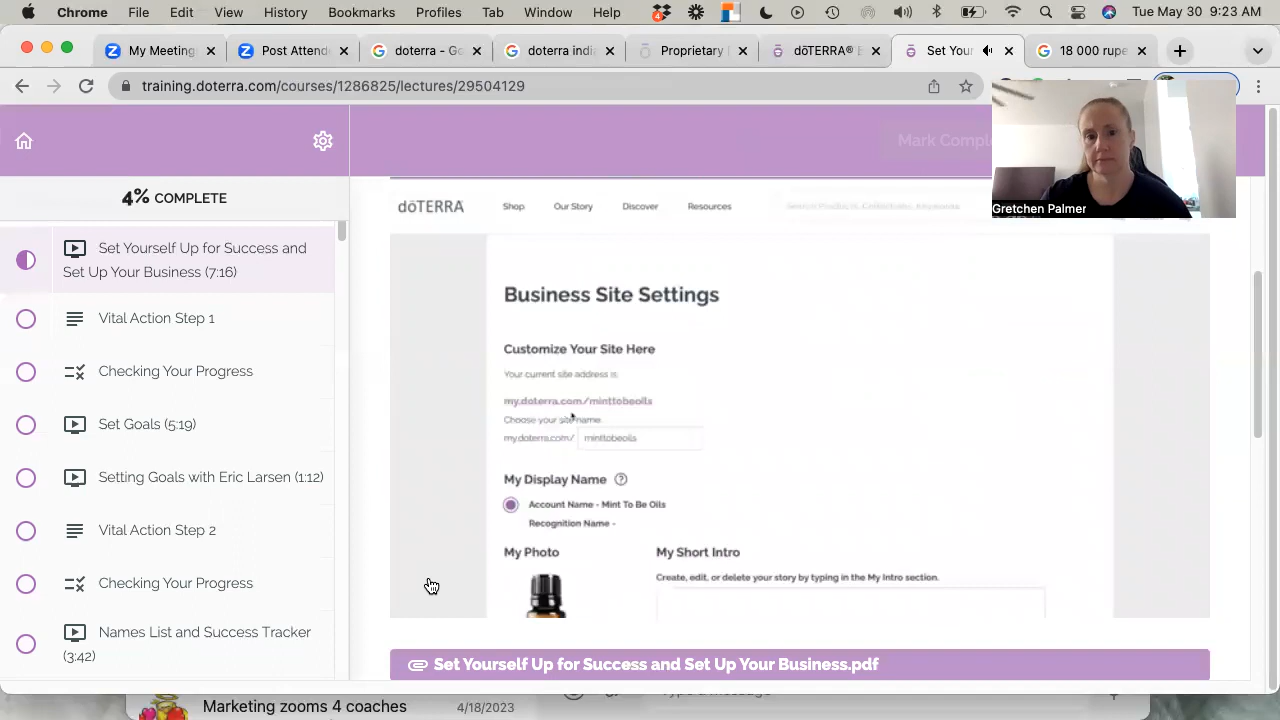 Chrome File Edit View History Bookmarks Profiles Tab Window Help 4 Tue May 30 9:23 AM
My Meeting Post Attend doterra - Go doterra indi Proprietary dōTERRA® E Set Your 18 000 rupe
training.doterra.com/courses/1286825/lectures/29504129
Mark Comple
Gretchen Palmer
4% COMPLETE
Set Yourself Up for Success and
Set Up Your Business (7:16)
Vital Action Step 1
Checking Your Progress
Set Goals (5:19)
Setting Goals with Eric Larsen (1:12)
Vital Action Step 2
Checking Your Progress
Names List and Success Tracker
(3:42)
dōTERRA Shop Our Story Discover Resources
Business Site Settings
Customize Your Site Here
Your current site address is:
my.doterra.com/minttobeoils
Choose your site name.
my.doterra.com/ minttobeoils
My Display Name ?
Account Name - Mint To Be Oils
Recognition Name -
My Photo My Short Intro
Create, edit, or delete your story by typing in the My Intro section.
Set Yourself Up for Success and Set Up Your Business.pdf
Marketing zooms 4 coaches 4/18/2023